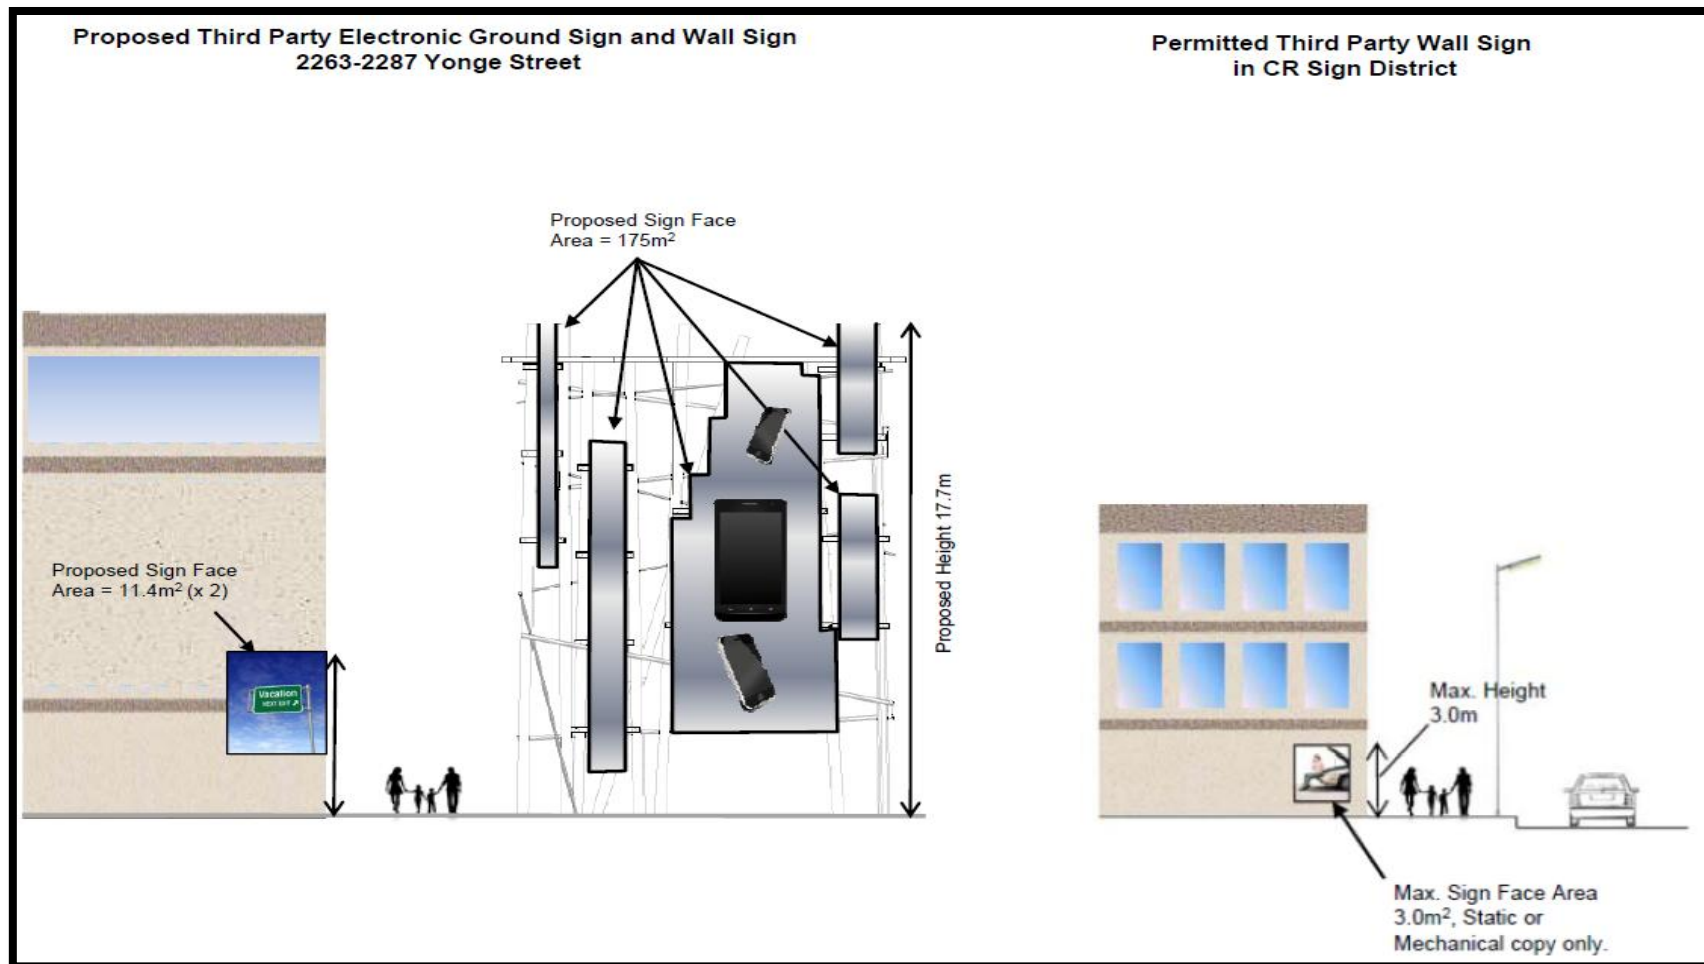 Proposed Third Party Electronic Ground Sign and Wall Sign
2263-2287 Yonge Street
Permitted Third Party Wall Sign
in CR Sign District
Proposed Sign Face
Area = 175m²
Proposed Height 17.7m
Proposed Sign Face
Area = 11.4m² (x 2)
Vacation
NEXT EXIT
Max. Height
3.0m
Max. Sign Face Area
3.0m², Static or
Mechanical copy only.